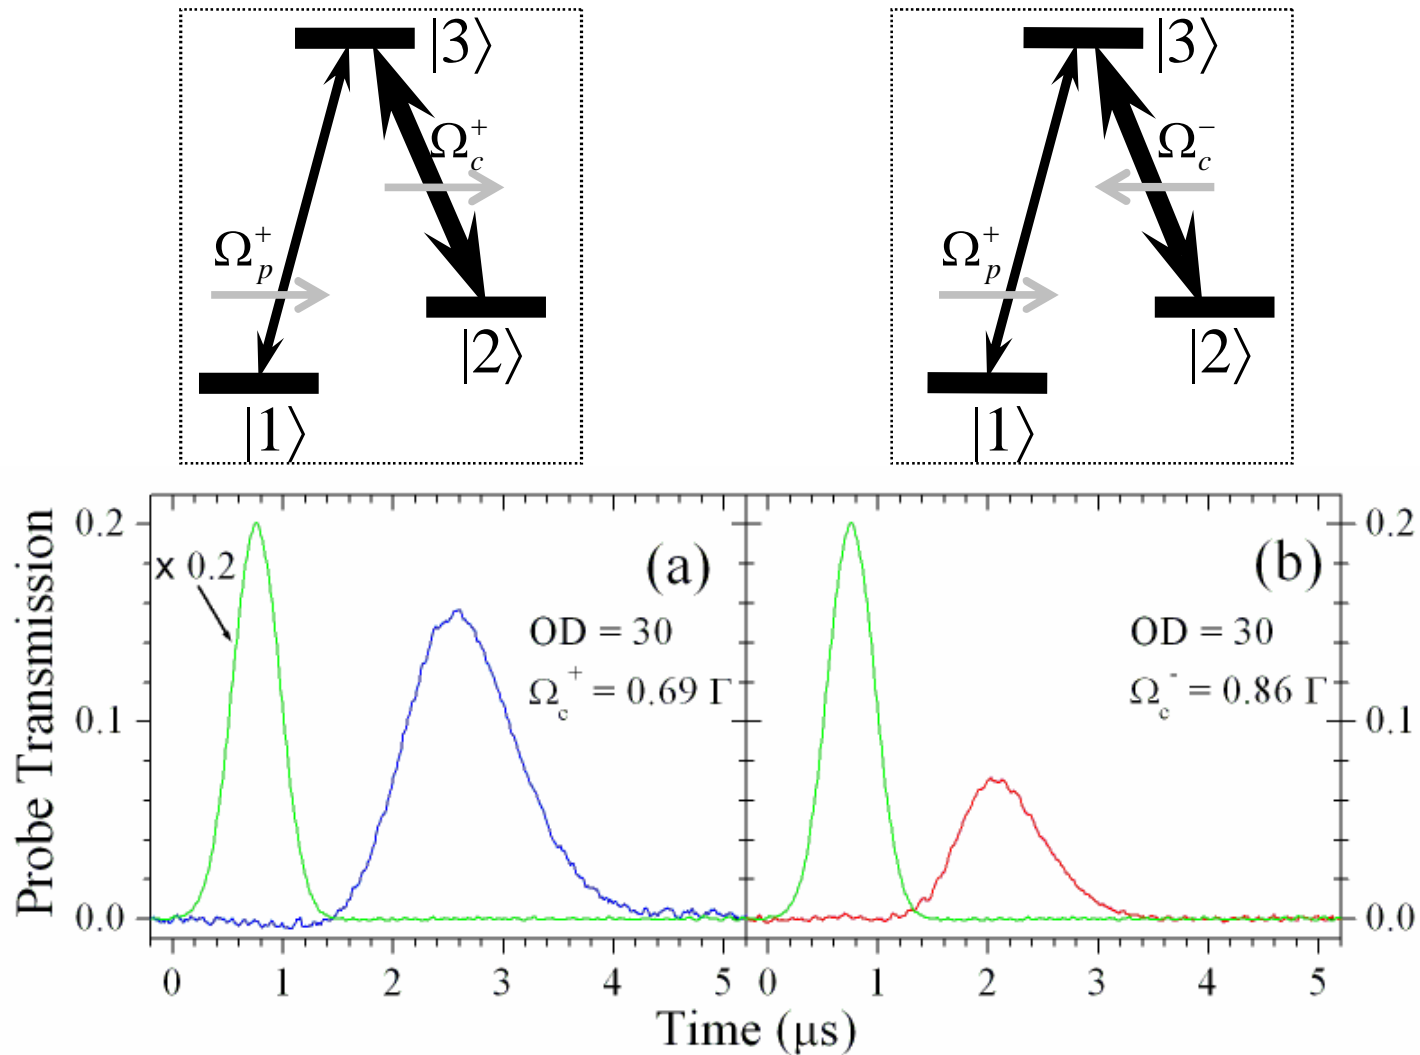 |3⟩
Ω_c^+
Ω_p^+
|2⟩
|1⟩
|3⟩
Ω_c^-
Ω_p^+
|2⟩
|1⟩
Probe Transmission
0.2
0.1
0.0
x 0.2
(a)
OD = 30
Ω_c^+ = 0.69 Γ
(b)
OD = 30
Ω_c^- = 0.86 Γ
0.2
0.1
0.0
0 1 2 3 4 5 0 1 2 3 4 5
Time (μs)